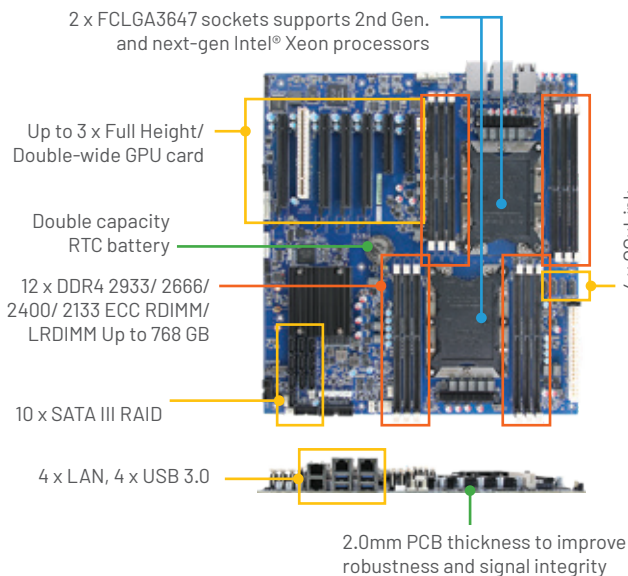 2 x FCLGA3647 sockets supports 2nd Gen.
and next-gen Intel® Xeon processors
Up to 3 x Full Height/
Double-wide GPU card
Double capacity
RTC battery
12 x DDR4 2933/ 2666/
2400/ 2133 ECC RDIMM/
LRDIMM Up to 768 GB
10 x SATA III RAID
4 x LAN, 4 x USB 3.0
2.0mm PCB thickness to improve
robustness and signal integrity